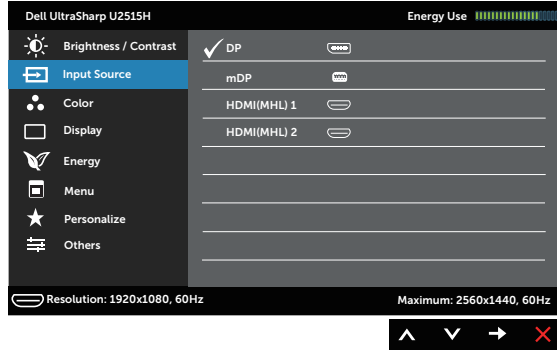 Dell UltraSharp U2515H
Energy Use
Brightness / Contrast
DP
Input Source
mDP
Color
HDMI(MHL) 1
Display
HDMI(MHL) 2
Energy
Menu
Personalize
Others
Resolution: 1920x1080, 60Hz
Maximum: 2560x1440, 60Hz